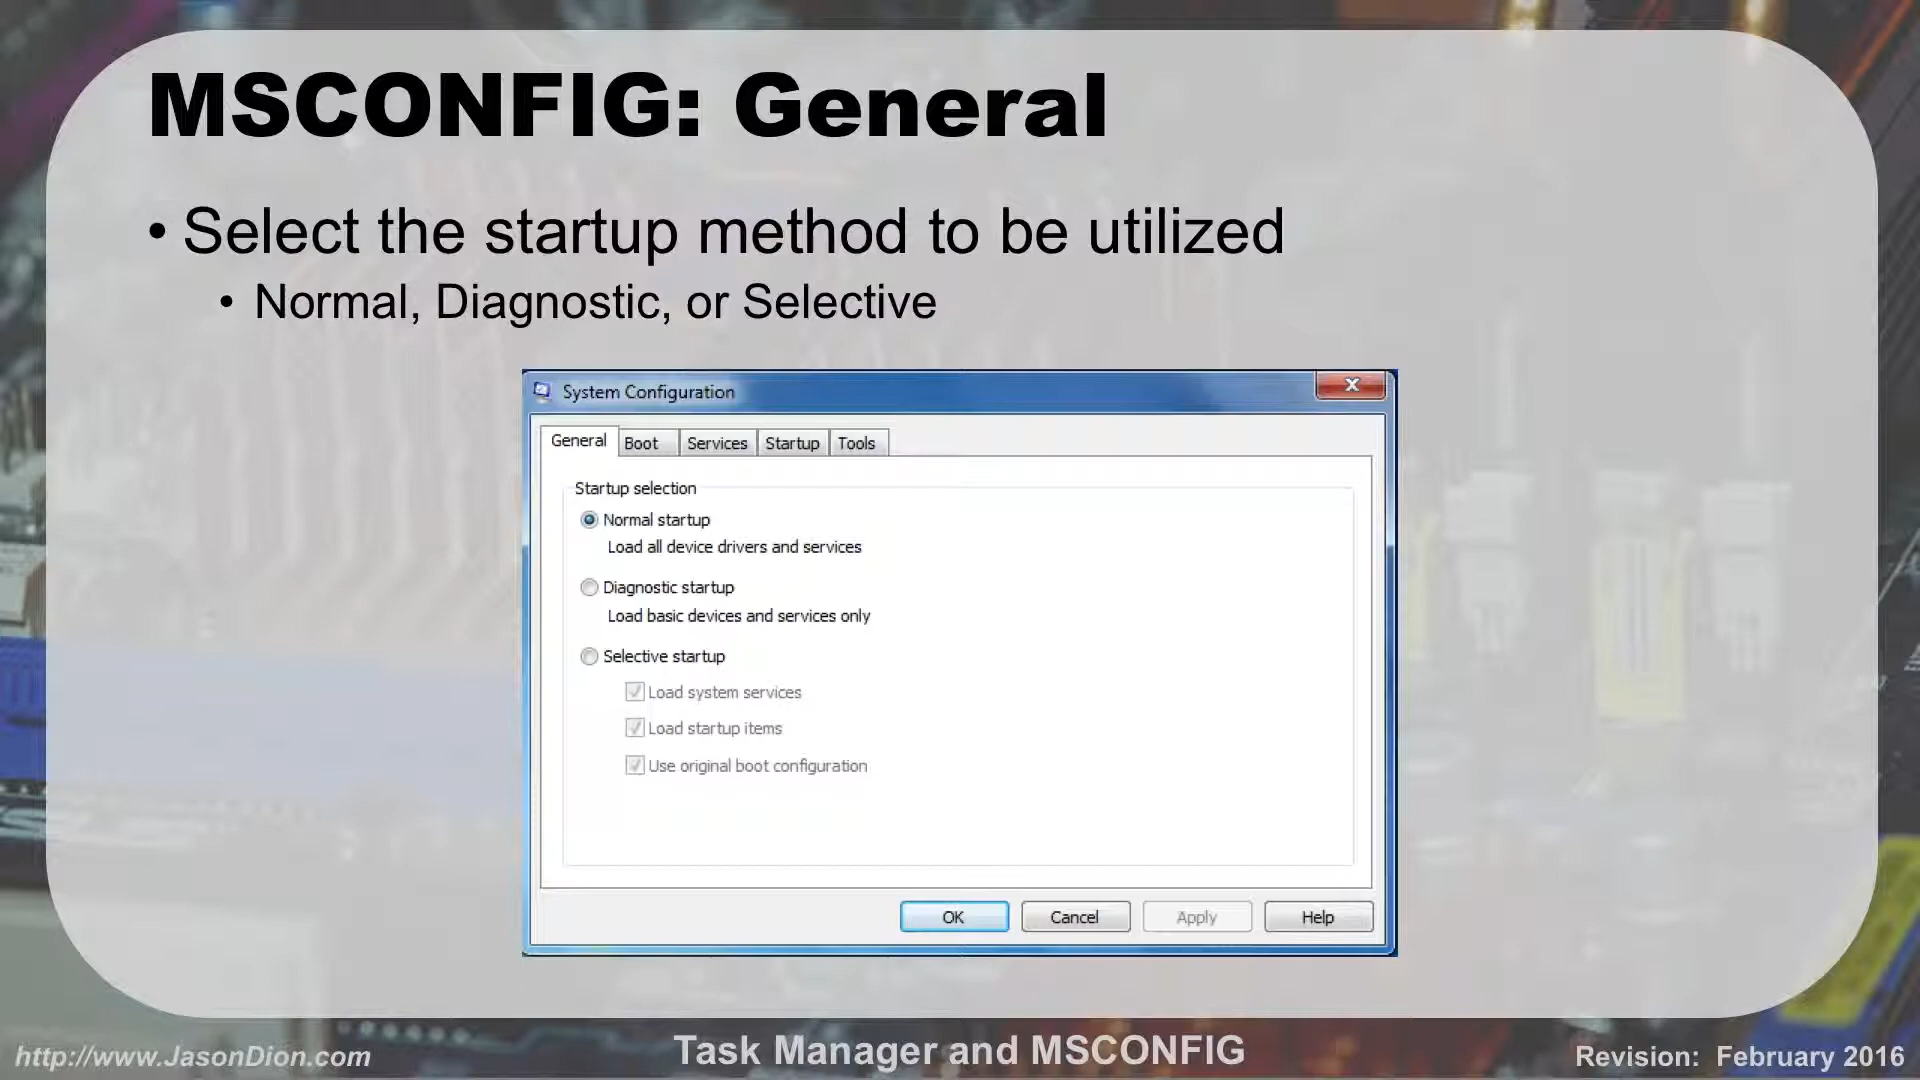 MSCONFIG: General
• Select the startup method to be utilized
• Normal, Diagnostic, or Selective
System Configuration
X
General Boot Services Startup Tools
Startup selection
Normal startup
Load all device drivers and services
Diagnostic startup
Load basic devices and services only
Selective startup
Load system services
Load startup items
Use original boot configuration
OK Cancel Apply Help
http://www.JasonDion.com Task Manager and MSCONFIG Revision: February 2016